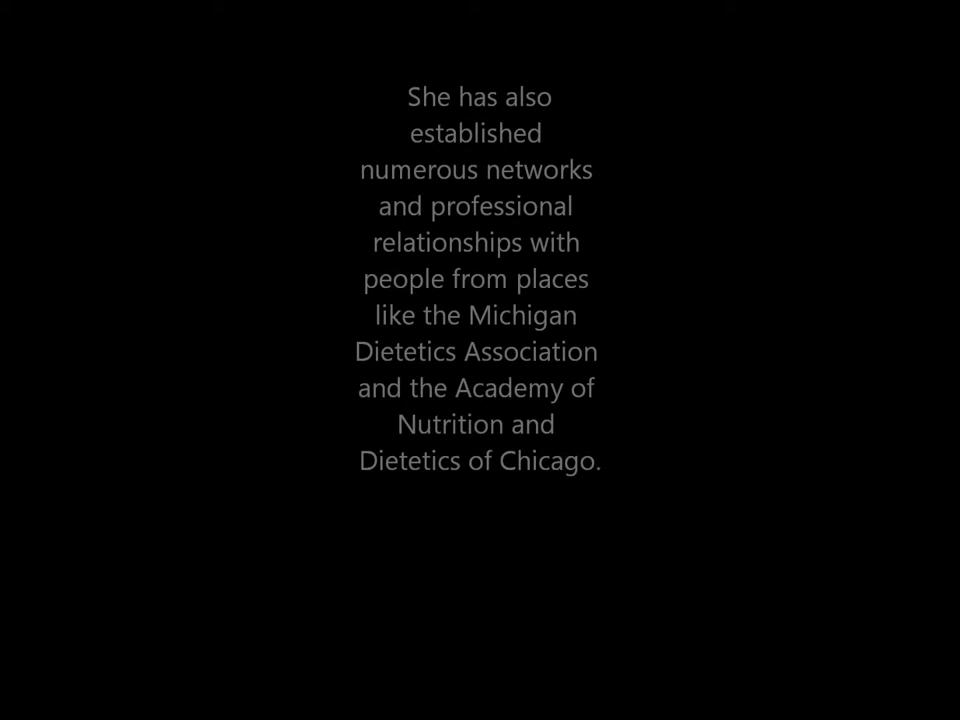 She has also
established
numerous networks
and professional
relationships with
people from places
like the Michigan
Dietetics Association
and the Academy of
Nutrition and
Dietetics of Chicago.